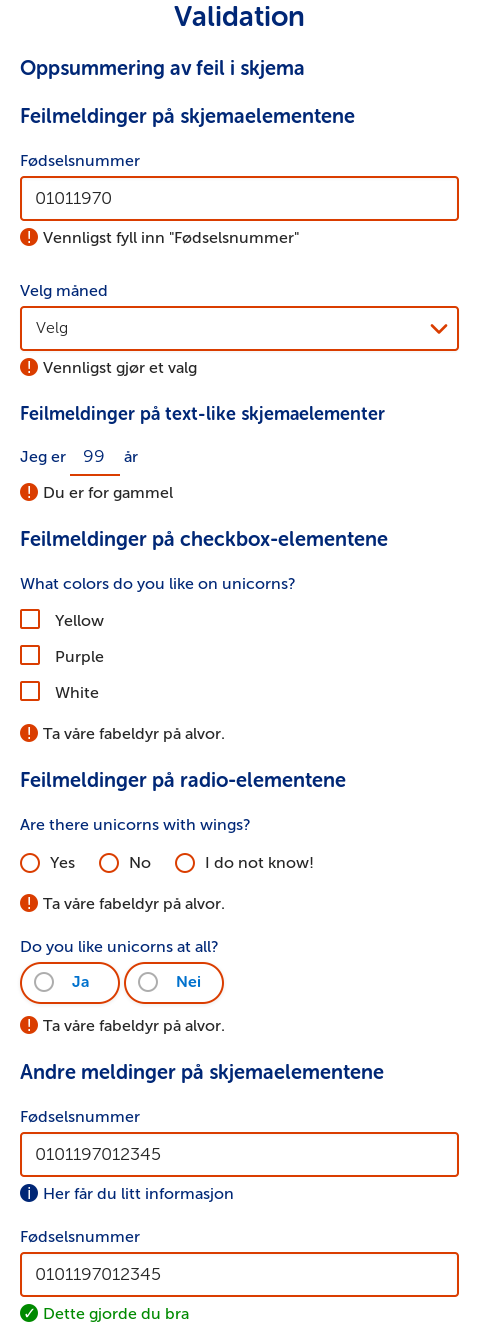 Validation
Oppsummering av feil i skjema
Feilmeldinger på skjemaelementene
Fødselsnummer
01011970
Vennligst fyll inn "Fødselsnummer"
Velg måned
Velg
Vennligst gjør et valg
Feilmeldinger på text-like skjemaelementer
Jeg er 99 år
Du er for gammel
Feilmeldinger på checkbox-elementene
What colors do you like on unicorns?
Yellow
Purple
White
Ta våre fabeldyr på alvor.
Feilmeldinger på radio-elementene
Are there unicorns with wings?
Yes No I do not know!
Ta våre fabeldyr på alvor.
Do you like unicorns at all?
Ja Nei
Ta våre fabeldyr på alvor.
Andre meldinger på skjemaelementene
Fødselsnummer
0101197012345
Her får du litt informasjon
Fødselsnummer
0101197012345
Dette gjorde du bra